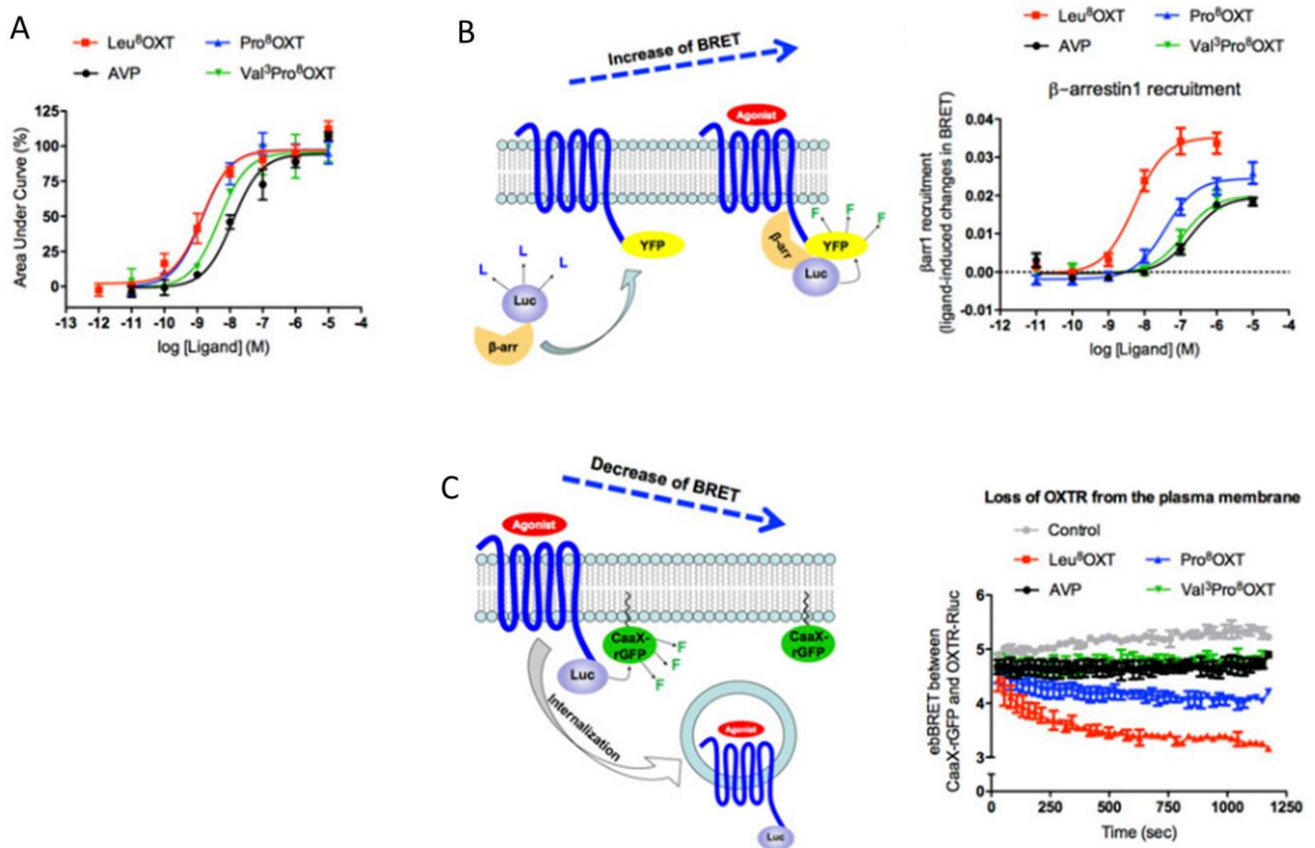 A
Leu⁸OXT
Pro⁸OXT
AVP
Val³Pro⁸OXT
Area Under Curve (%)
125
100
75
50
25
0
-13 -12 -11 -10 -9 -8 -7 -6 -5 -4
log [Ligand] (M)
B
Increase of BRET
Agonist
YFP
L L L
Luc
β-arr
F F F
β-arr
YFP
Luc
Leu⁸OXT
Pro⁸OXT
AVP
Val³Pro⁸OXT
β–arrestin1 recruitment
βarr1 recruitment
(ligand-induced changes in BRET)
0.04
0.03
0.02
0.01
0.00
-0.01
-12 -11 -10 -9 -8 -7 -6 -5 -4
log [Ligand] (M)
C
Decrease of BRET
Agonist
CaaX-
rGFP
F
F
F
Luc
CaaX-
rGFP
Internalization
Agonist
Luc
Loss of OXTR from the plasma membrane
Control
Leu⁸OXT
Pro⁸OXT
AVP
Val³Pro⁸OXT
ebBRET between
CaaX-rGFP and OXTR-Rluc
6
5
4
3
0
0 250 500 750 1000 1250
Time (sec)